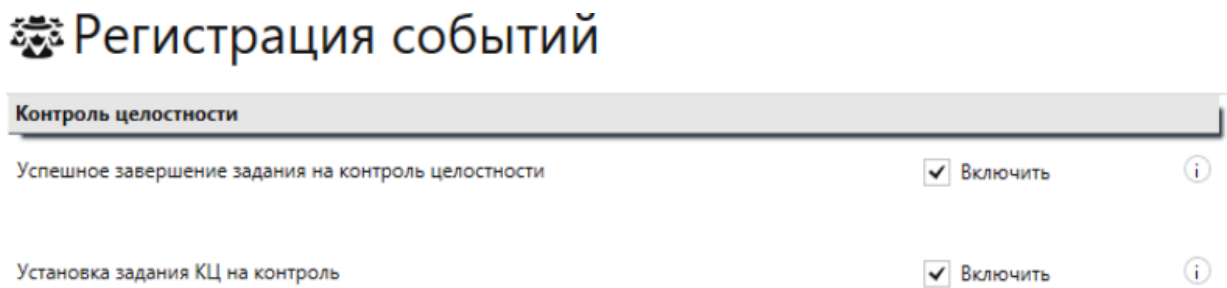 Регистрация событий
Контроль целостности
Успешное завершение задания на контроль целостности Включить
Установка задания КЦ на контроль Включить